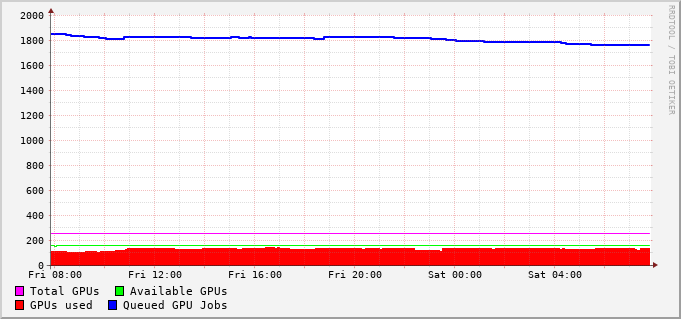 2000
1800
1600
1400
1200
1000
800
600
400
200
0
Fri 08:00 Fri 12:00 Fri 16:00 Fri 20:00 Sat 00:00 Sat 04:00
Total GPUs Available GPUs
GPUs used Queued GPU Jobs
RRDTOOL / TOBI OETIKER